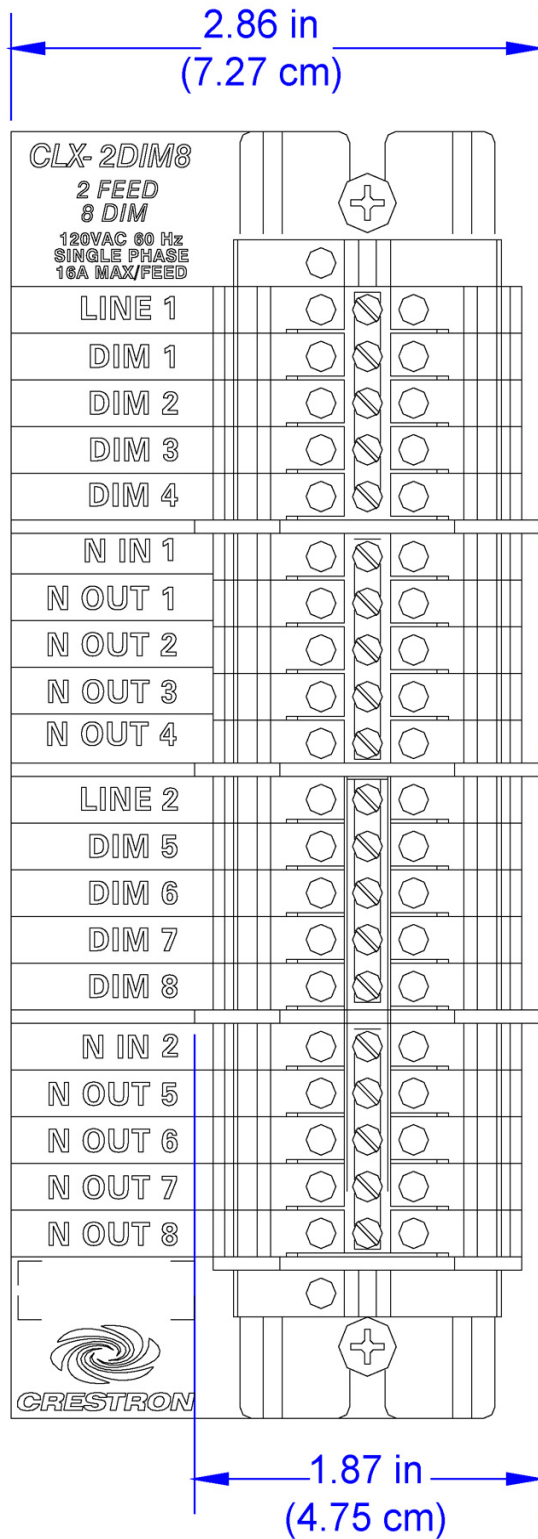 2.86 in
(7.27 cm)
CLX- 2DIM8
2 FEED
8 DIM
120VAC 60 Hz
SINGLE PHASE
16A MAX/FEED
LINE 1
DIM 1
DIM 2
DIM 3
DIM 4
N IN 1
N OUT 1
N OUT 2
N OUT 3
N OUT 4
LINE 2
DIM 5
DIM 6
DIM 7
DIM 8
N IN 2
N OUT 5
N OUT 6
N OUT 7
N OUT 8
CRESTRON
1.87 in
(4.75 cm)